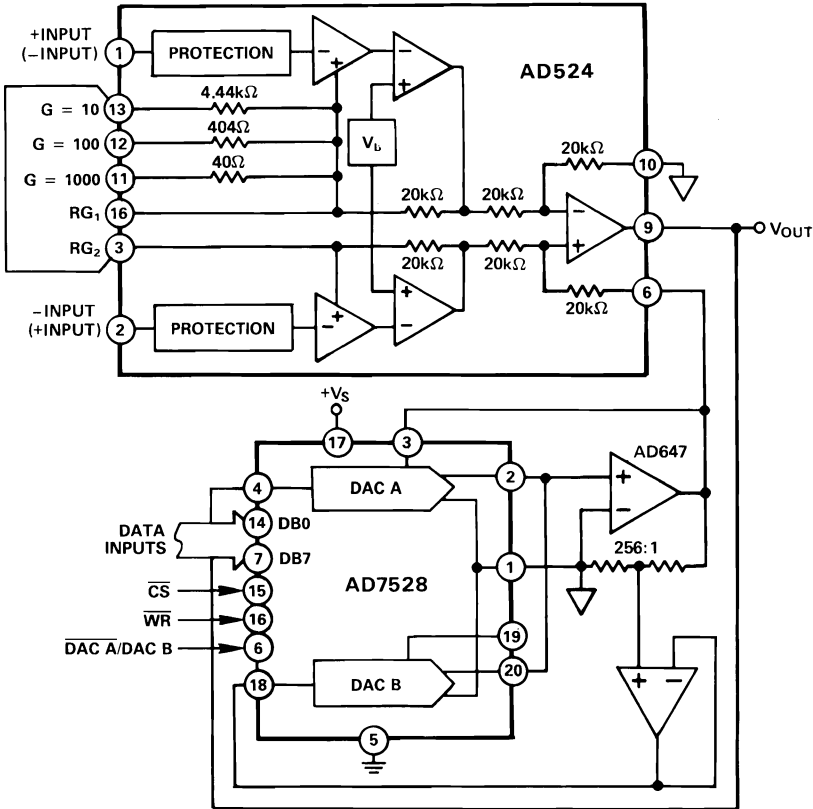 +INPUT
(−INPUT)
1
PROTECTION
−
+
−
+
AD524
G = 10
13
4.44kΩ
G = 100
12
404Ω
Vb
G = 1000
11
40Ω
20kΩ
10
RG1
16
20kΩ
20kΩ
−
+
9
VOUT
RG2
3
20kΩ
20kΩ
6
20kΩ
−INPUT
(+INPUT)
2
PROTECTION
−
+
+
−
+VS
17
3
AD647
4
DAC A
2
+
−
DATA
INPUTS
14
DB0
7
DB7
256:1
1
AD7528
CS
15
WR
16
DAC A/DAC B
6
19
20
18
DAC B
+
−
5